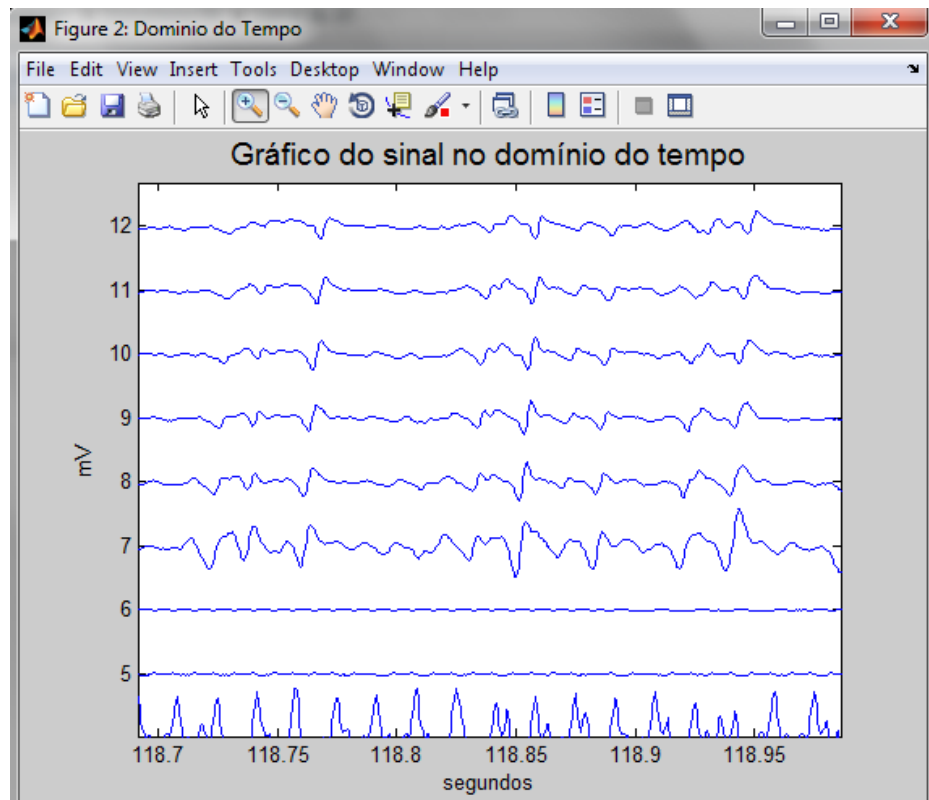 Figure 2: Dominio do Tempo
File Edit View Insert Tools Desktop Window Help
Gráfico do sinal no domínio do tempo
12
11
10
9
8
7
6
5
mV
118.7 118.75 118.8 118.85 118.9 118.95
segundos